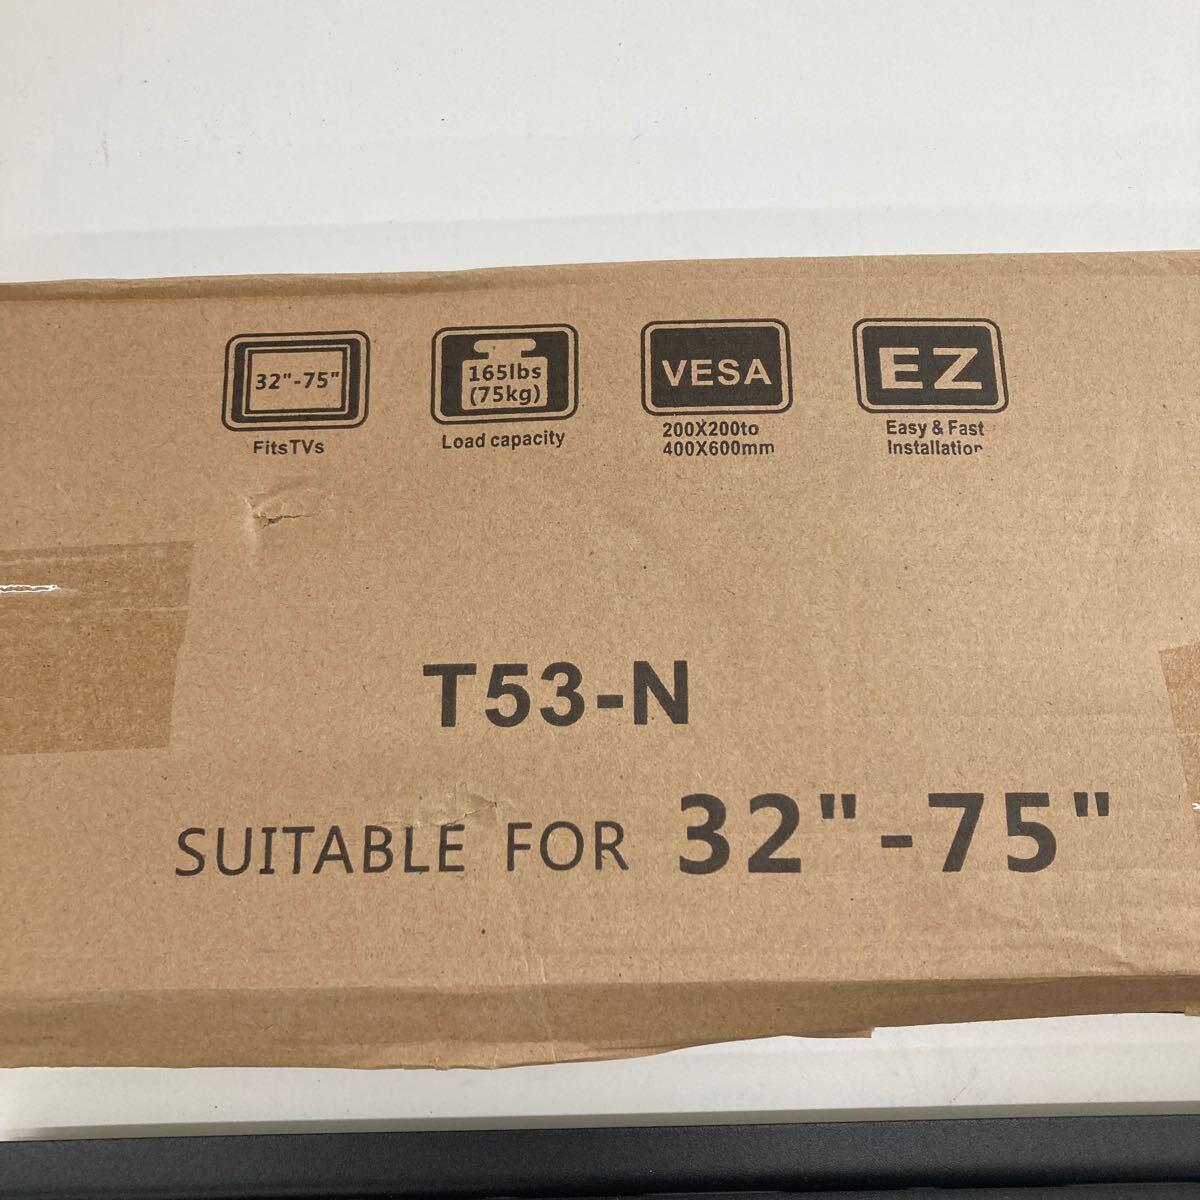 32"-75"
FitsTVs
165lbs
(75kg)
Load capacity
VESA
200X200to
400X600mm
EZ
Easy & Fast
Installation
T53-N
SUITABLE FOR 32"-75"